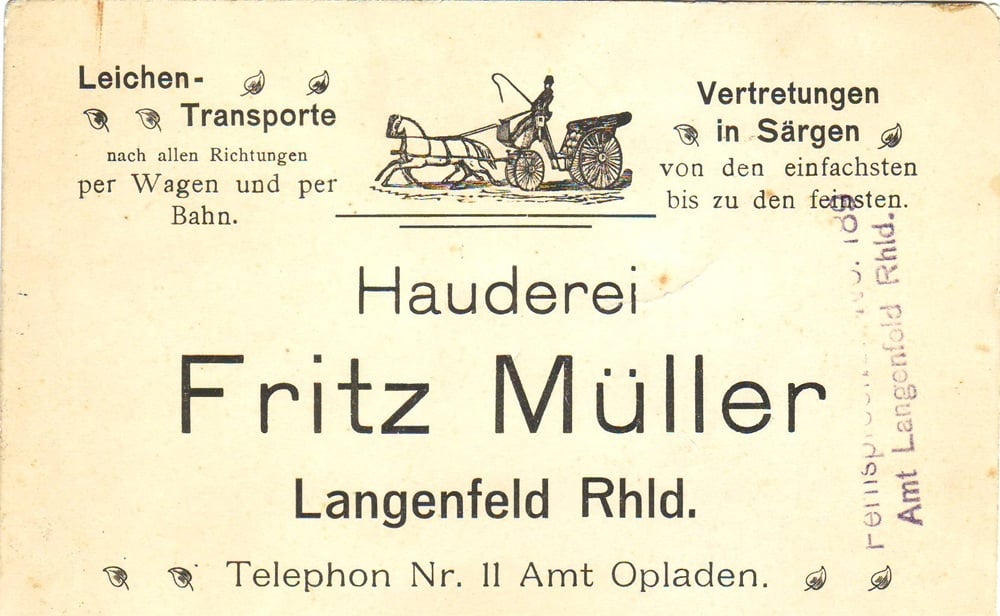 Leichen-
Transporte
nach allen Richtungen
per Wagen und per
Bahn.
Vertretungen
in Särgen
von den einfachsten
bis zu den feinsten.
Hauderei
Fritz Müller
Langenfeld Rhld.
Telephon Nr. 11 Amt Opladen.
189
Amt Langenfeld Rhld.